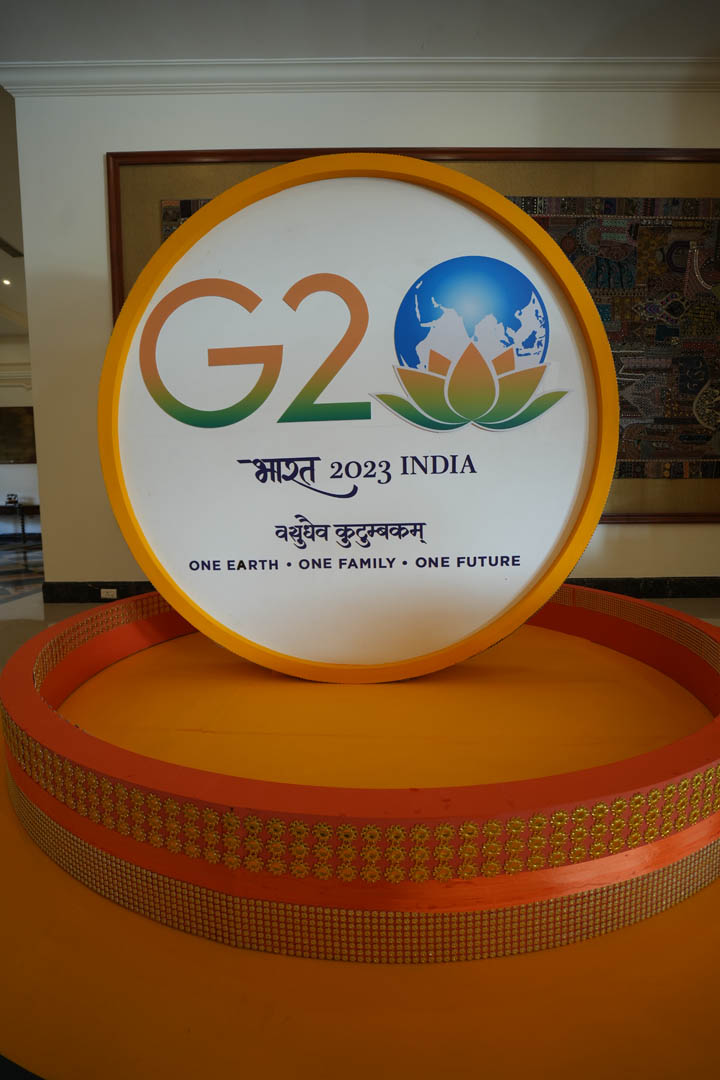 G20
भारत 2023 INDIA
वसुधैव कुटुम्बकम्
ONE EARTH • ONE FAMILY • ONE FUTURE